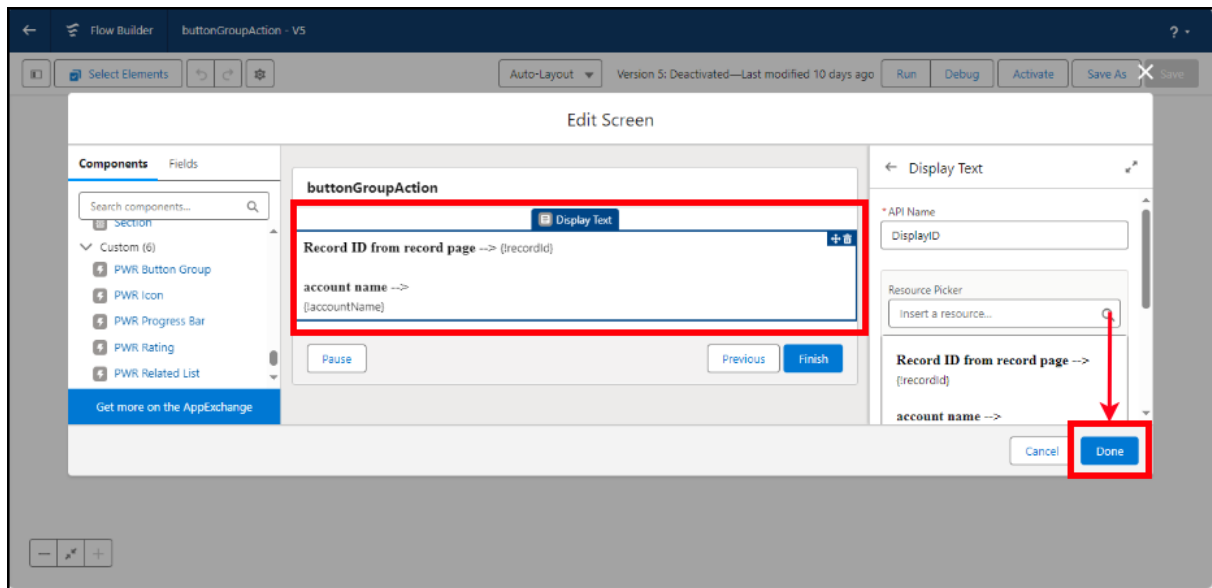 Flow Builder
buttonGroupAction - V5
?
Select Elements
Auto-Layout
Version 5: Deactivated—Last modified 10 days ago
Run
Debug
Activate
Save As
Save
Edit Screen
Components
Fields
Search components...
Section
Custom (6)
PWR Button Group
PWR Icon
PWR Progress Bar
PWR Rating
PWR Related List
Get more on the AppExchange
buttonGroupAction
Display Text
Record ID from record page --> {!recordId}
account name -->
{!accountName}
Pause
Previous
Finish
Display Text
*API Name
DisplayID
Resource Picker
Insert a resource...
Record ID from record page -->
{!recordId}
account name -->
Cancel
Done